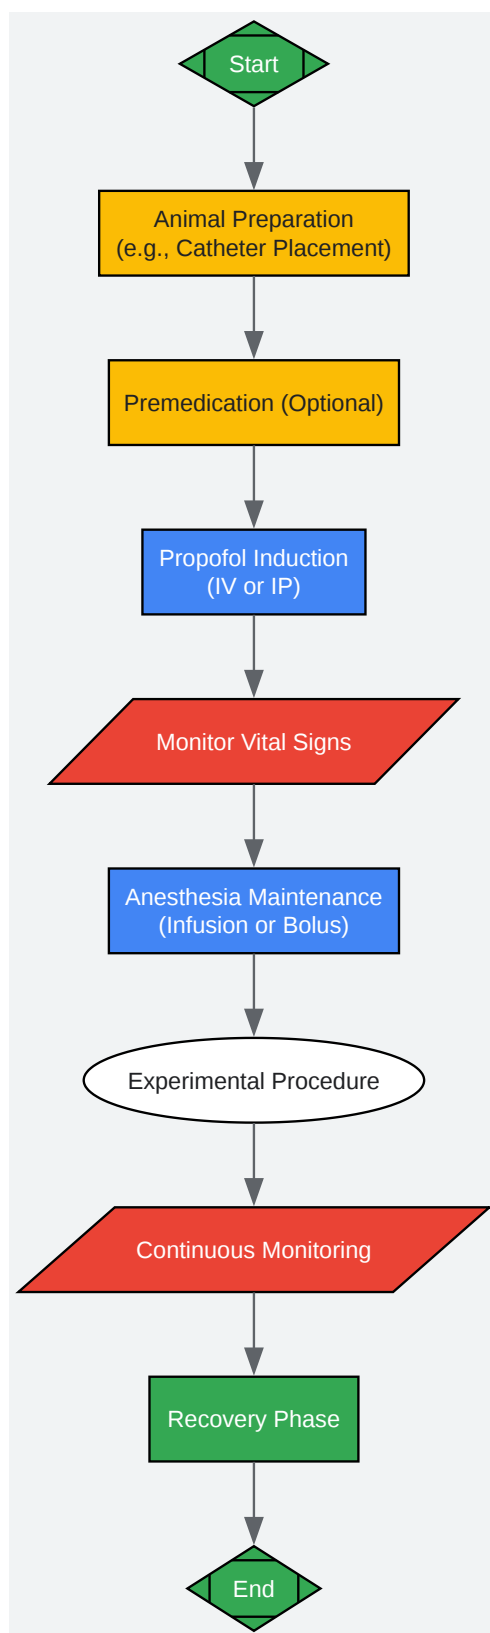 Start
Animal Preparation
(e.g., Catheter Placement)
Premedication (Optional)
Propofol Induction
(IV or IP)
Monitor Vital Signs
Anesthesia Maintenance
(Infusion or Bolus)
Experimental Procedure
Continuous Monitoring
Recovery Phase
End